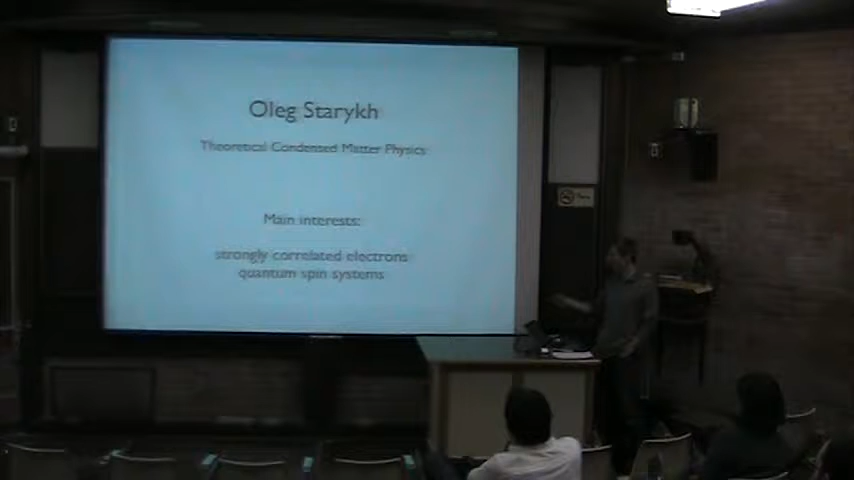 Oleg Starykh
Theoretical Condensed Matter Physics
Main interests:
strongly correlated electrons
quantum spin systems